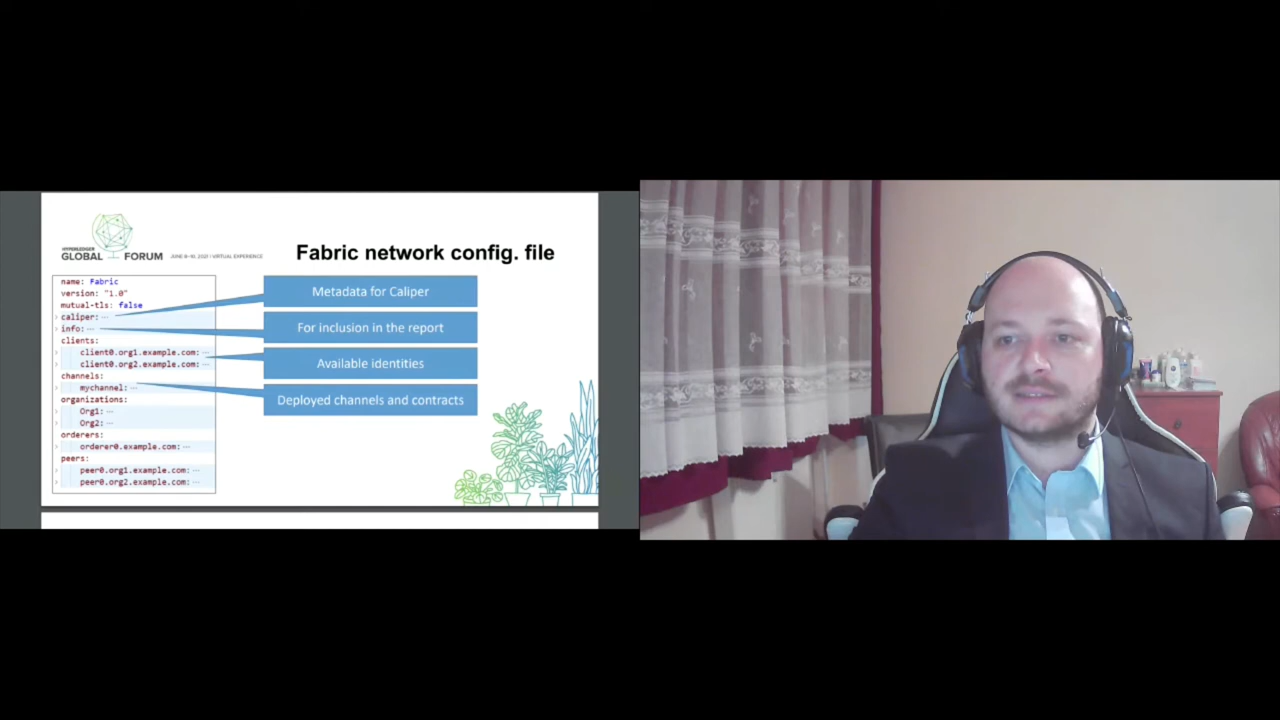 HYPERLEDGER
GLOBAL FORUM
JUNE 8-10, 2021 | VIRTUAL EXPERIENCE
Fabric network config. file
name: Fabric
version: "1.0"
mutual-tls: false
caliper: ...
info: ...
clients:
client0.org1.example.com: ...
client0.org2.example.com: ...
channels:
mychannel: ...
organizations:
Org1: ...
Org2: ...
orderers:
orderer0.example.com: ...
peers:
peer0.org1.example.com: ...
peer0.org2.example.com: ...
Metadata for Caliper
For inclusion in the report
Available identities
Deployed channels and contracts